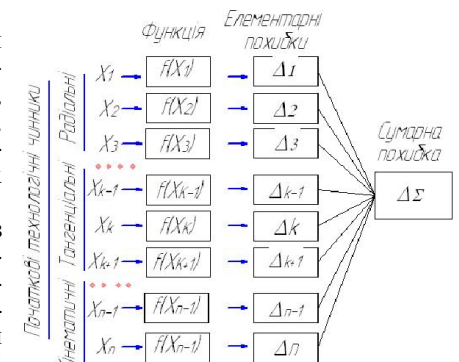 Функція
Елементарні
похибки
X1
f(X1)
Δ1
X2
f(X2)
Δ2
X3
f(X3)
Δ3
Радіальні
Сумарна
похибка
ΔΣ
Xk-1
f(Xk-1)
Δk-1
Xk
f(Xk)
Δk
Xk+1
f(Xk+1)
Δk+1
Тангенціальні
Початкові технологічні чинники
Xn-1
f(Xn-1)
Δn-1
Xn
f(Xn-1)
Δn